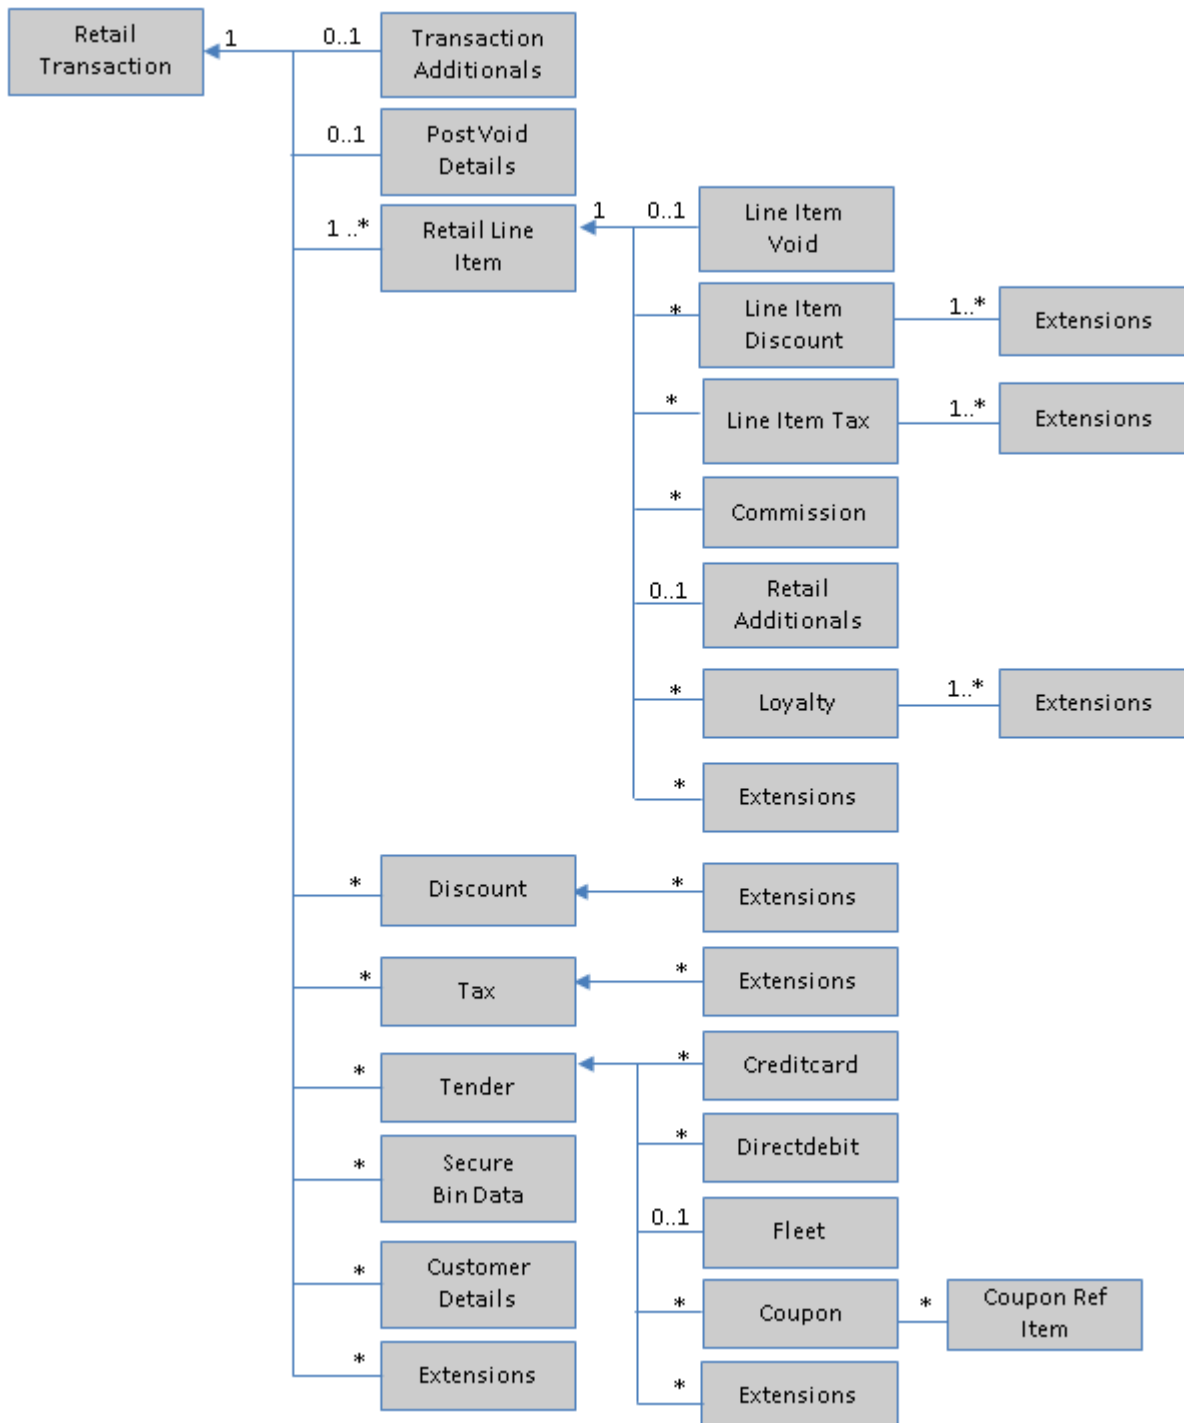 Retail
Transaction
1
0..1
Transaction
Additionals
0..1
PostVoid
Details
1 ..*
Retail Line
Item
1
0..1
Line Item
Void
*
Line Item
Discount
1..*
Extensions
*
Line Item Tax
1..*
Extensions
*
Commission
0..1
Retail
Additionals
*
Loyalty
1..*
Extensions
*
Extensions
*
Discount
*
Extensions
*
Tax
*
Extensions
*
Tender
*
Creditcard
*
Directdebit
*
Secure
Bin Data
0..1
Fleet
*
Customer
Details
*
Coupon
*
Coupon Ref
Item
*
Extensions
*
Extensions